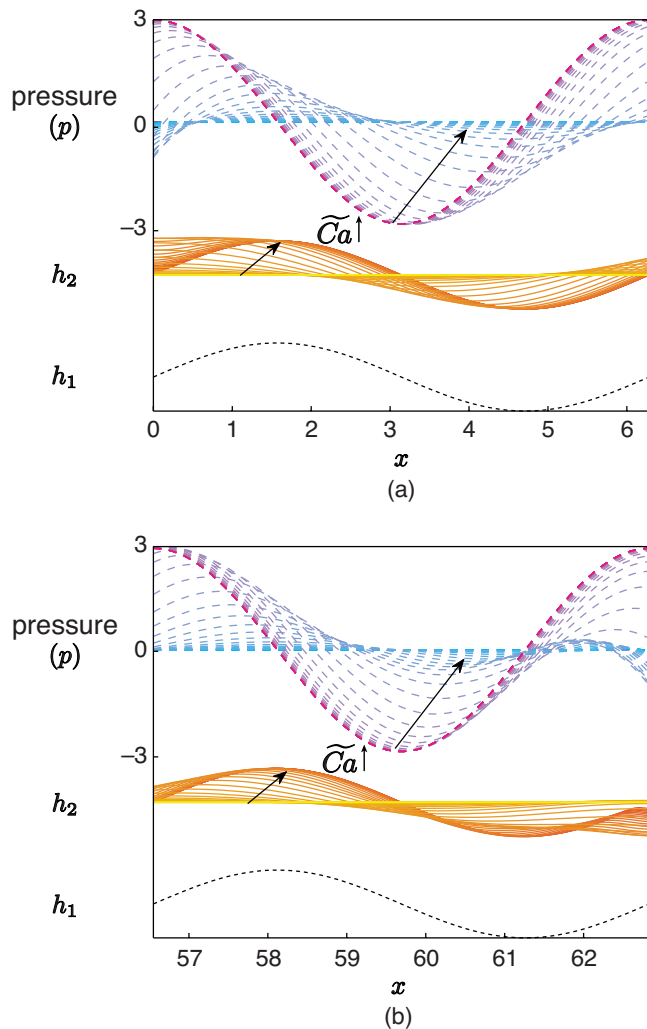 3
pressure
(p)
0
−3
C̃a↑
h₂
h₁
0 1 2 3 4 5 6
x
(a)
3
pressure
(p)
0
−3
C̃a↑
h₂
h₁
57 58 59 60 61 62
x
(b)